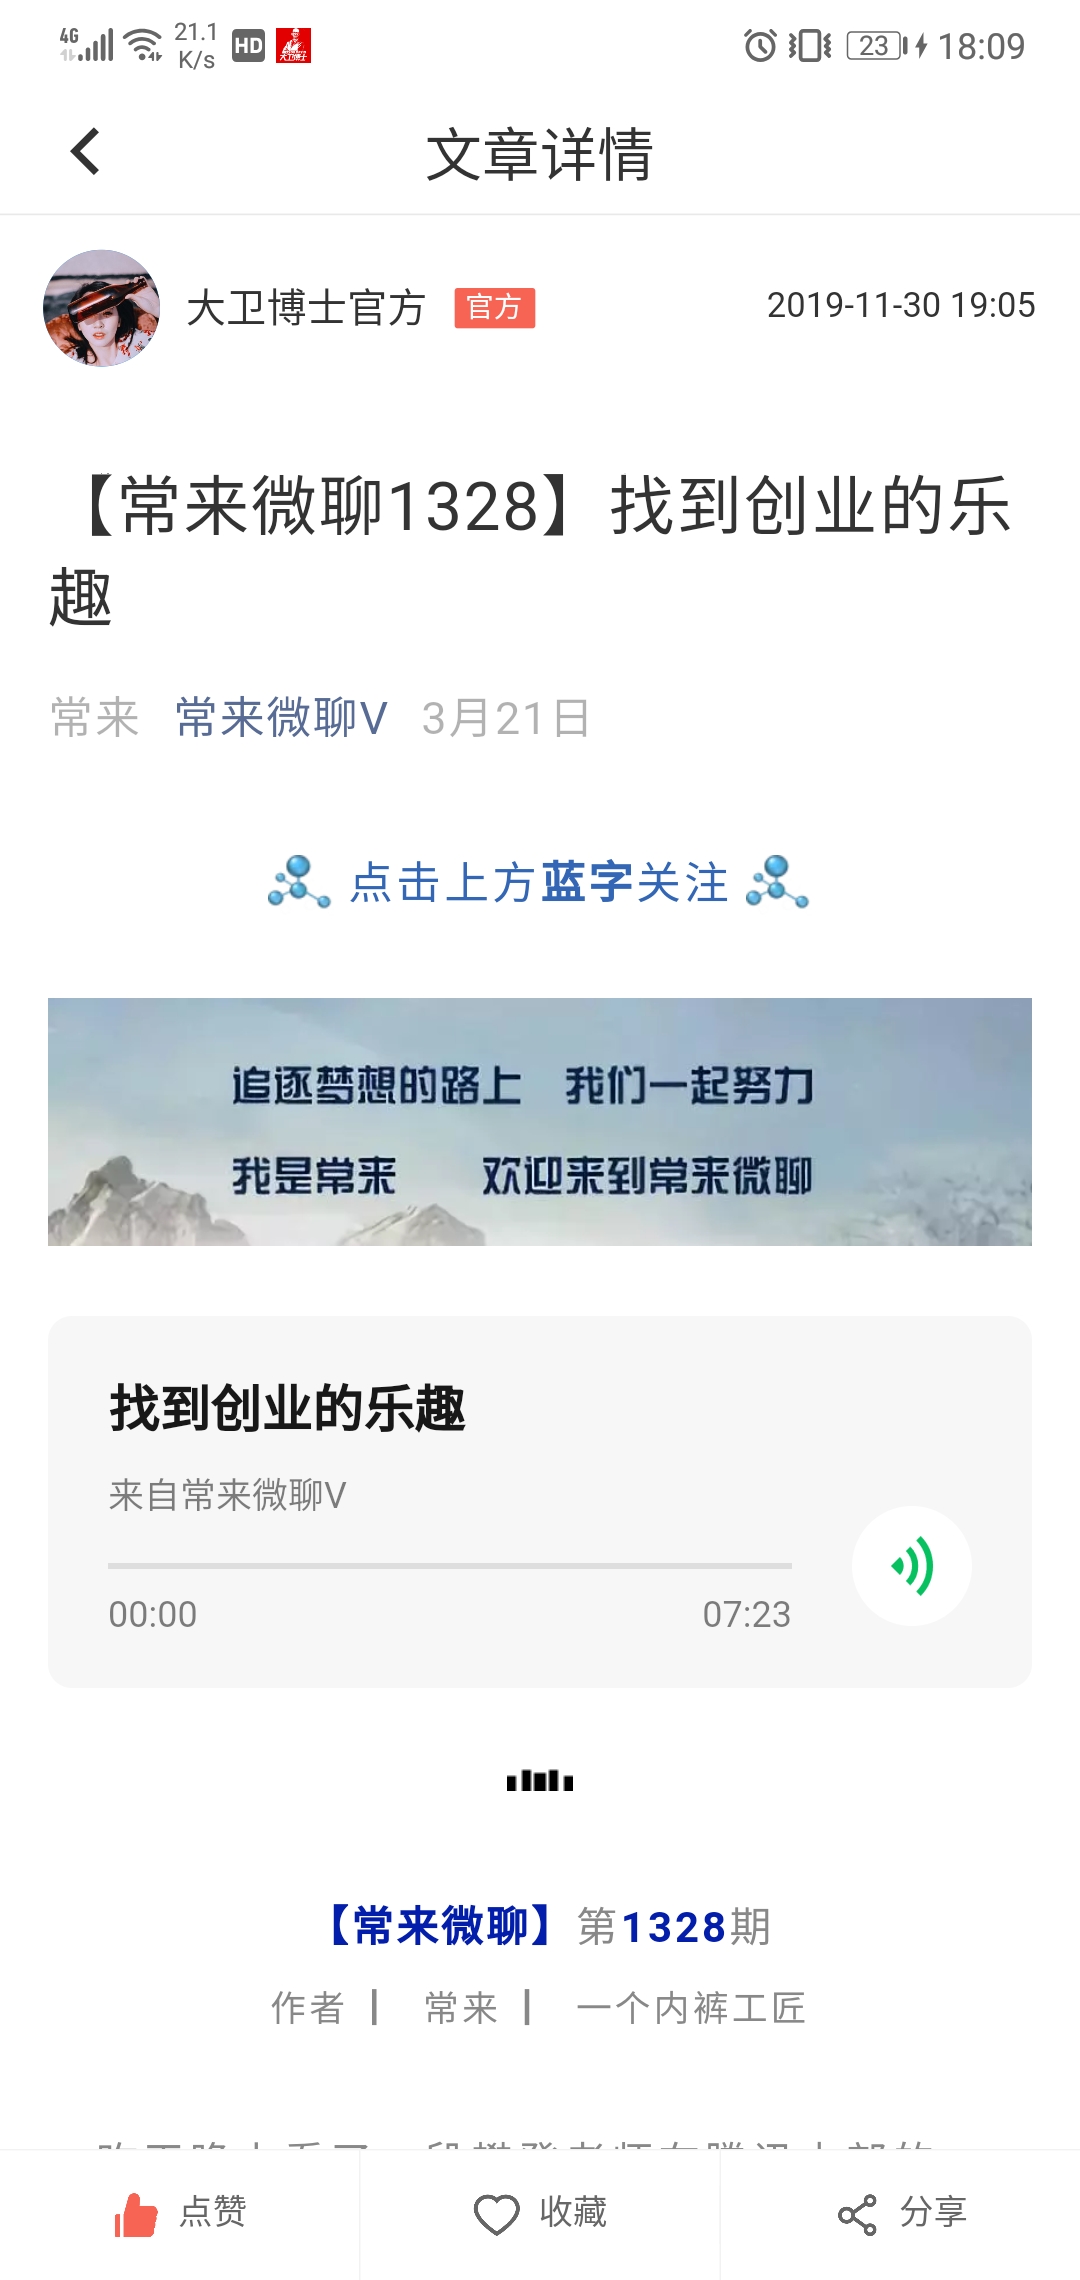 4G 21.1 K/s HD 大卫博士 23 18:09
文章详情
大卫博士官方 官方 2019-11-30 19:05
【常来微聊1328】找到创业的乐
趣
常来 常来微聊V 3月21日
点击上方蓝字关注
追逐梦想的路上 我们一起努力
我是常来 欢迎来到常来微聊
找到创业的乐趣
来自常来微聊V
00:00 07:23
【常来微聊】第1328期
作者 | 常来 | 一个内裤工匠
点赞 收藏 分享